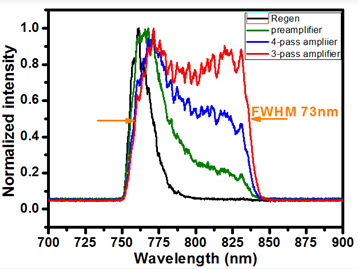 Normalized intensity
1.0
0.8
0.6
0.4
0.2
0.0
Regen
preamplifier
4-pass ampliier
3-pass amplifier
FWHM 73nm
700 725 750 775 800 825 850 875 900
Wavelength (nm)